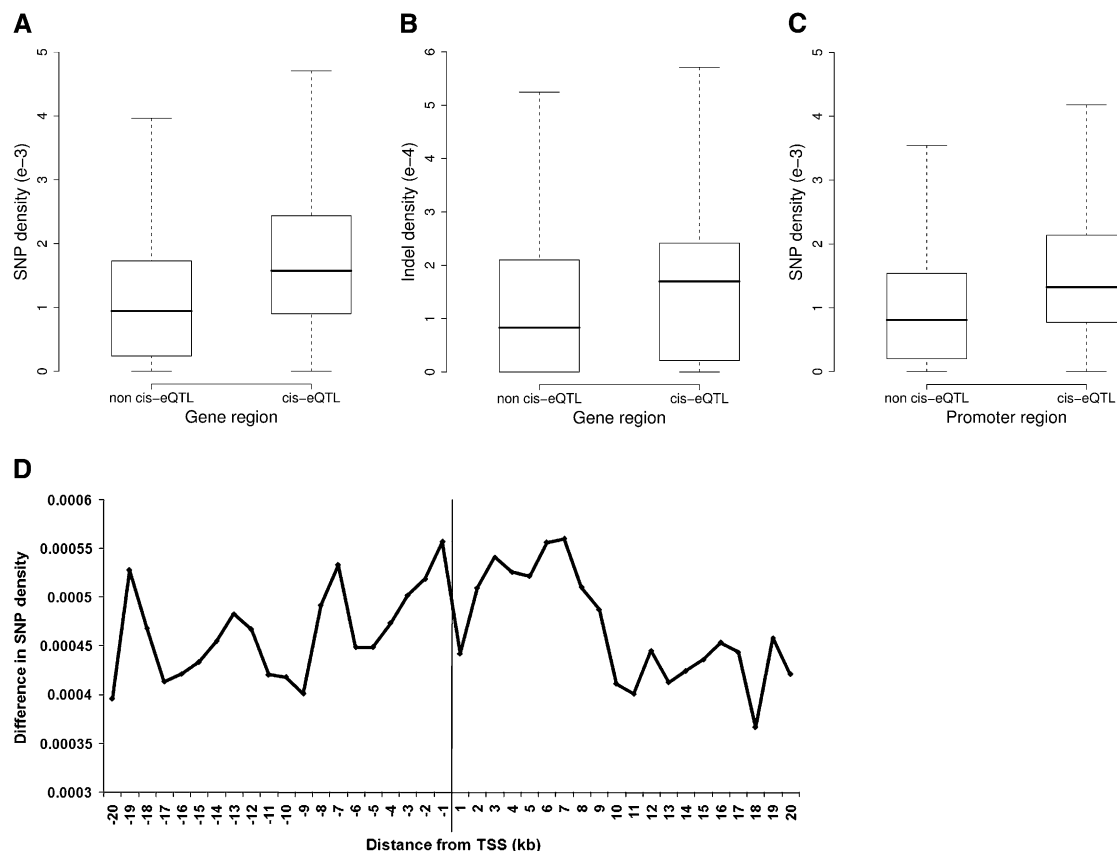 A
B
C
SNP density (e−3)
0 1 2 3 4 5
non cis−eQTL cis−eQTL
Gene region
Indel density (e−4)
0 1 2 3 4 5 6
non cis−eQTL cis−eQTL
Gene region
SNP density (e−3)
0 1 2 3 4 5
non cis−eQTL cis−eQTL
Promoter region
D
Difference in SNP density
0.0006
0.00055
0.0005
0.00045
0.0004
0.00035
0.0003
-20 -19 -18 -17 -16 -15 -14 -13 -12 -11 -10 -9 -8 -7 -6 -5 -4 -3 -2 -1 1 2 3 4 5 6 7 8 9 10 11 12 13 14 15 16 17 18 19 20
Distance from TSS (kb)